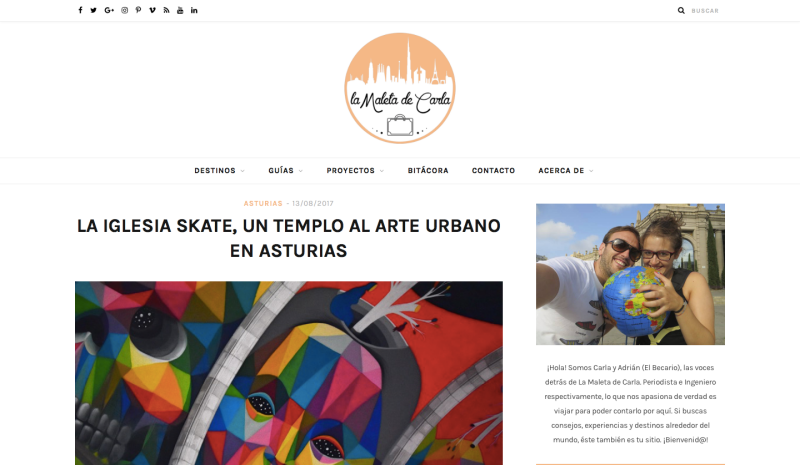 BUSCAR
la Maleta de Carla
DESTINOS
GUÍAS
PROYECTOS
BITÁCORA
CONTACTO
ACERCA DE
ASTURIAS - 13/09/2017
LA IGLESIA SKATE, UN TEMPLO AL ARTE URBANO
EN ASTURIAS
¡Hola! Somos Carla y Adrián (El Becario), las voces
detrás de La Maleta de Carla. Periodista e Ingeniero
respectivamente, lo que nos apasiona de verdad es
viajar para poder contarlo por aquí. Si buscas
consejos, experiencias y destinos alrededor del
mundo, éste también es tu sitio. ¡Bienvenid@!